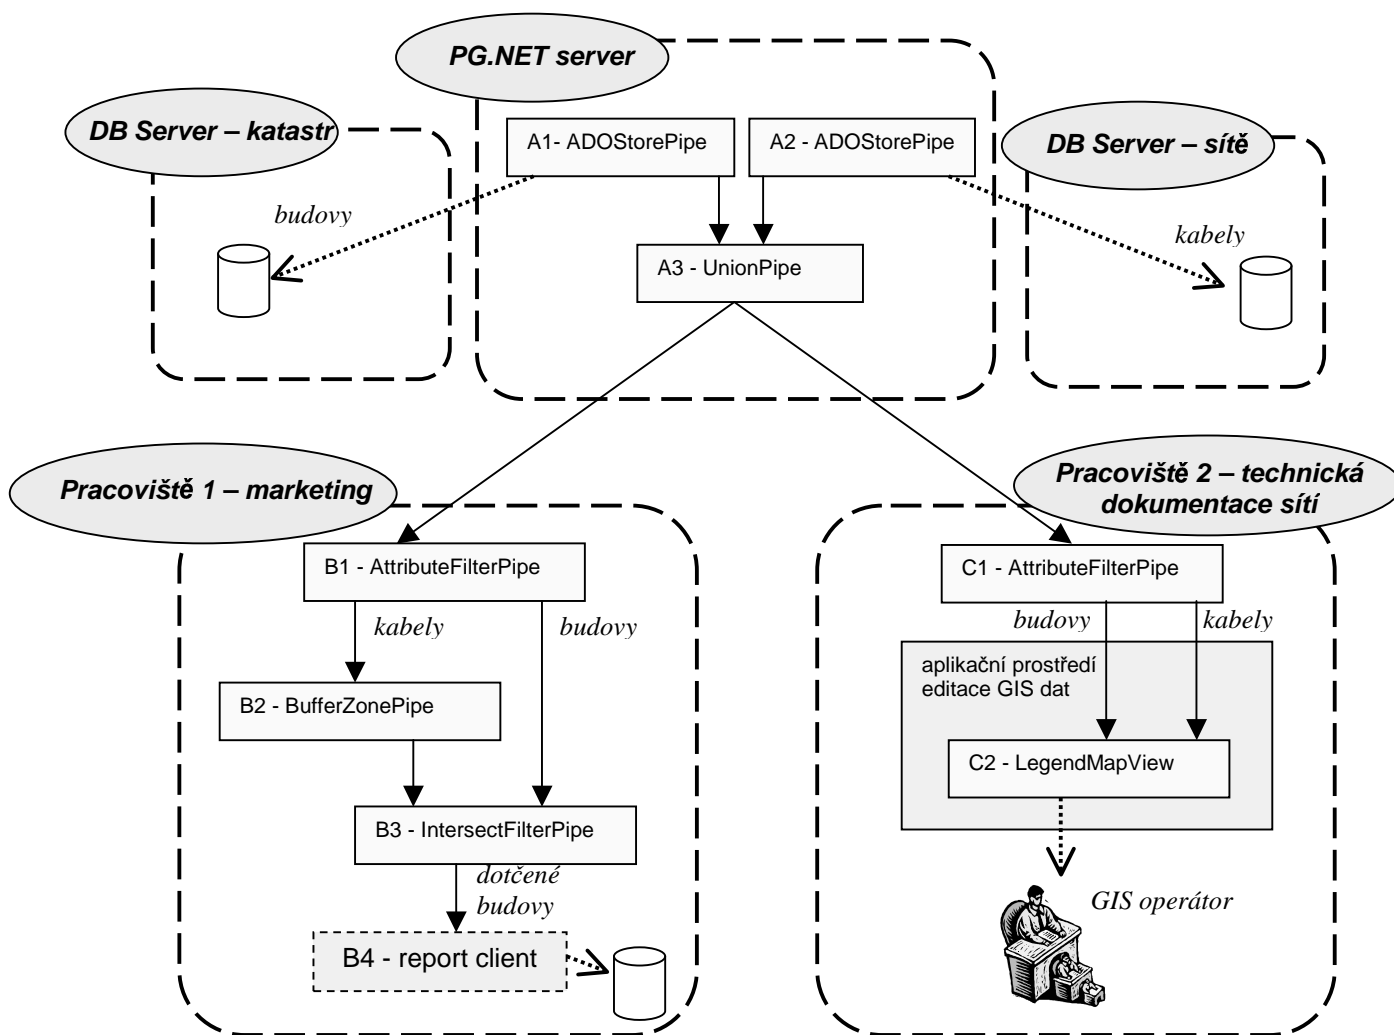 PG.NET server
DB Server – katastr
A1- ADOStorePipe
A2 - ADOStorePipe
DB Server – sítě
budovy
kabely
A3 - UnionPipe
Pracoviště 1 – marketing
Pracoviště 2 – technická
dokumentace sítí
B1 - AttributeFilterPipe
C1 - AttributeFilterPipe
kabely
budovy
budovy
kabely
aplikační prostředí
editace GIS dat
B2 - BufferZonePipe
C2 - LegendMapView
B3 - IntersectFilterPipe
dotčené
budovy
GIS operátor
B4 - report client